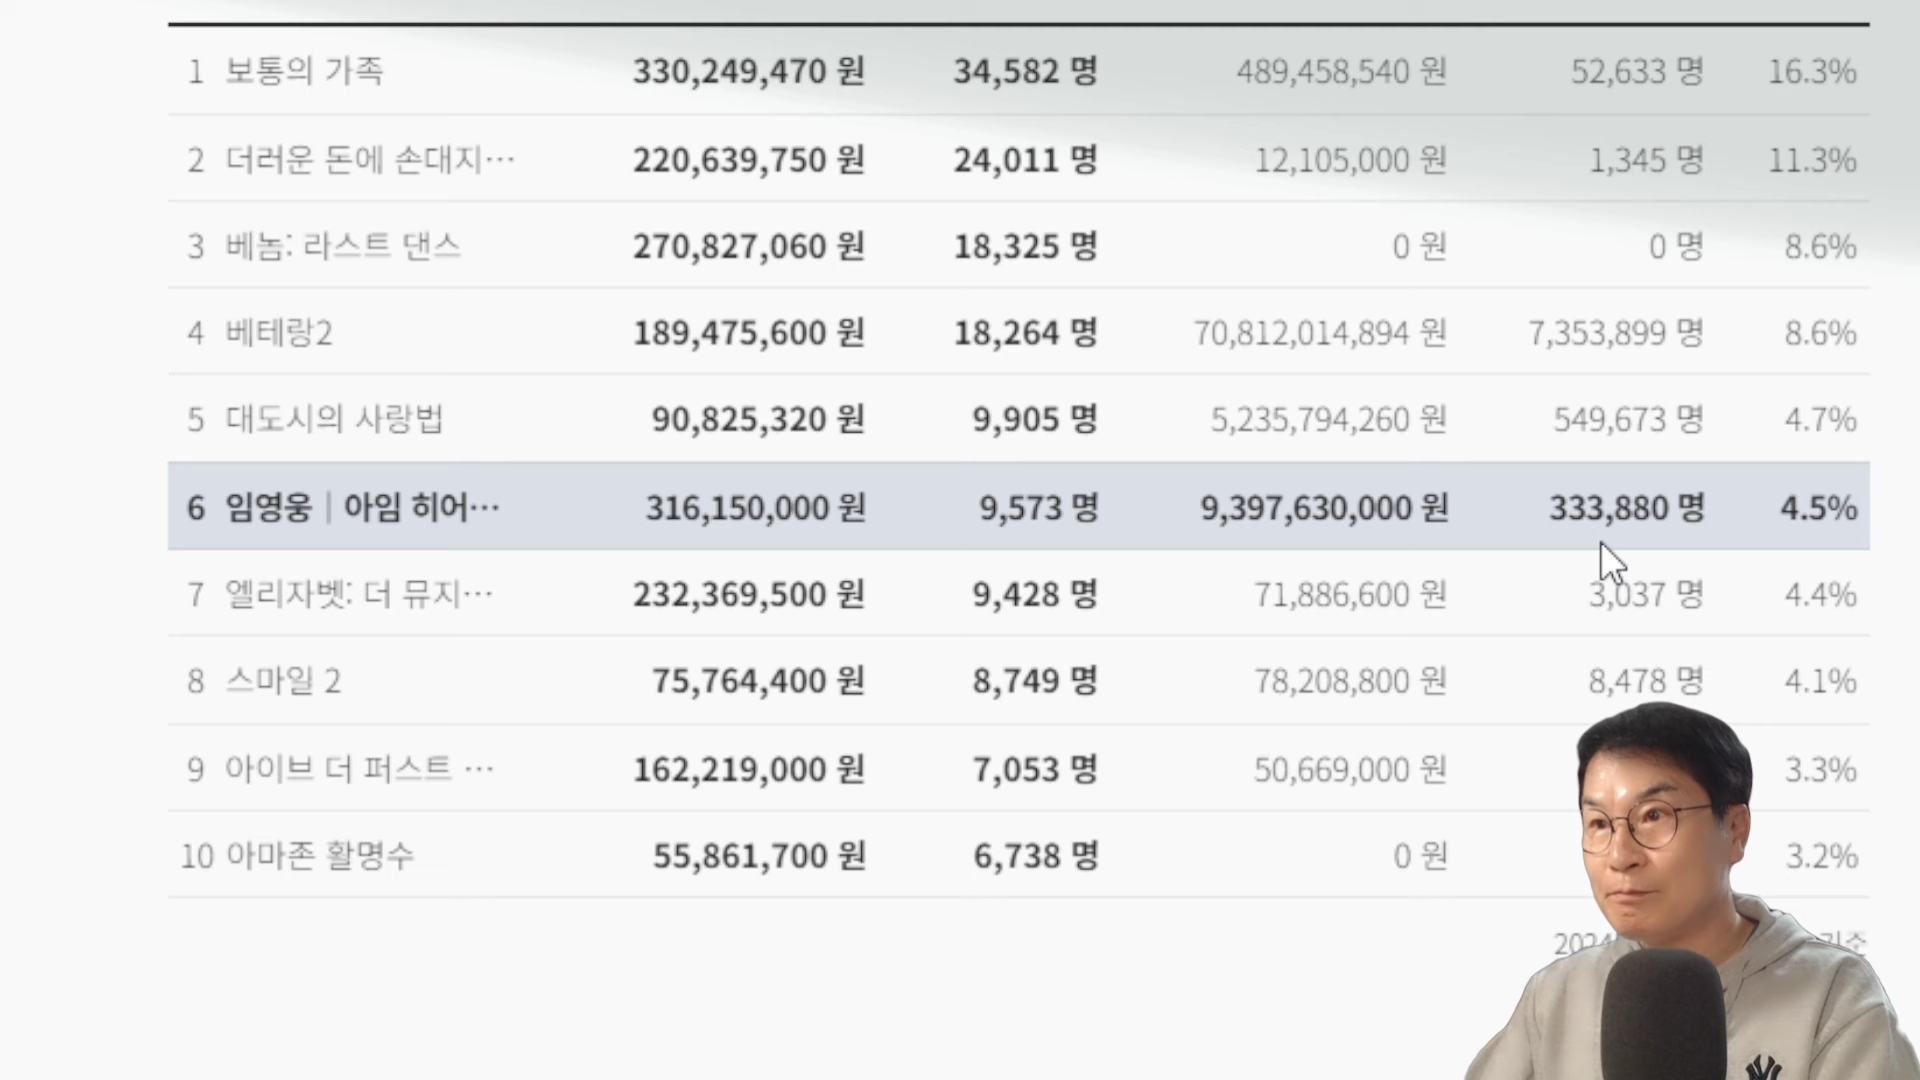 1 보통의 가족 330,249,470 원 34,582 명 489,458,540 원 52,633 명 16.3%
2 더러운 돈에 손대지··· 220,639,750 원 24,011 명 12,105,000 원 1,345 명 11.3%
3 베놈: 라스트 댄스 270,827,060 원 18,325 명 0 원 0 명 8.6%
4 베테랑2 189,475,600 원 18,264 명 70,812,014,894 원 7,353,899 명 8.6%
5 대도시의 사랑법 90,825,320 원 9,905 명 5,235,794,260 원 549,673 명 4.7%
6 임영웅│아임 히어··· 316,150,000 원 9,573 명 9,397,630,000 원 333,880 명 4.5%
7 엘리자벳: 더 뮤지··· 232,369,500 원 9,428 명 71,886,600 원 3,037 명 4.4%
8 스마일 2 75,764,400 원 8,749 명 78,208,800 원 8,478 명 4.1%
9 아이브 더 퍼스트 ··· 162,219,000 원 7,053 명 50,669,000 원 3.3%
10 아마존 활명수 55,861,700 원 6,738 명 0 원 3.2%
2024 기준
NY